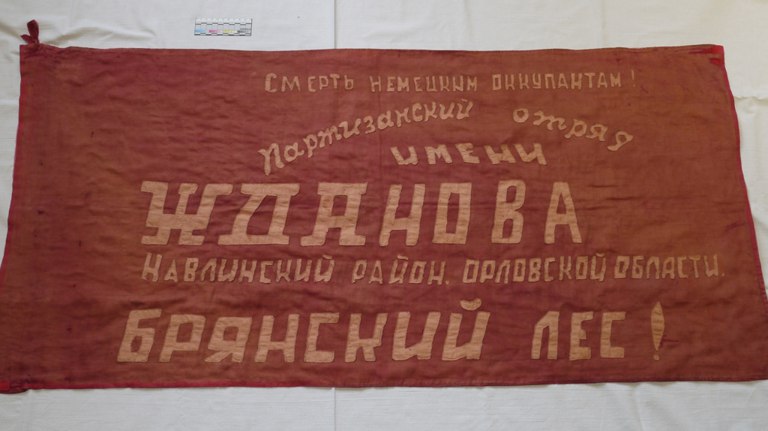 СМЕРТЬ НЕМЕЦКИМ ОККУПАНТАМ!
Партизанский отряд
ИМЕНИ
ЖДАНОВА
НАВЛИНСКИЙ РАЙОН. ОРЛОВСКОЙ ОБЛАСТИ.
БРЯНСКИЙ ЛЕС!